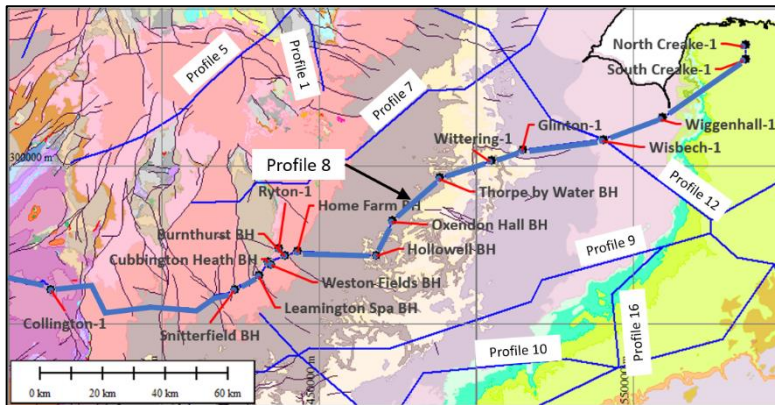 North Creake-1
South Creake-1
Profile 5
Profile 1
Profile 7
Glinton-1
Wiggenhall-1
Wittering-1
Wisbech-1
300000 m
Profile 8
Thorpe by Water BH
Profile 12
Ryton-1
Home Farm BH
Oxendon Hall BH
Burnthurst BH
Hollowell BH
Profile 9
Cubbington Heath BH
Weston Fields BH
Collington-1
Leamington Spa BH
Snitterfield BH
Profile 16
Profile 10
450000 m
550000 m
0 km
20 km
40 km
60 km